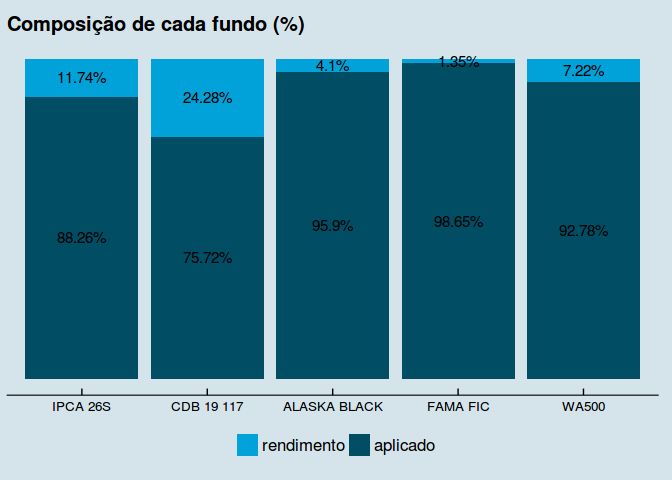 Composição de cada fundo (%)
11.74%
24.28%
4.1%
1.35%
7.22%
88.26%
75.72%
95.9%
98.65%
92.78%
IPCA 26S
CDB 19 117
ALASKA BLACK
FAMA FIC
WA500
rendimento
aplicado